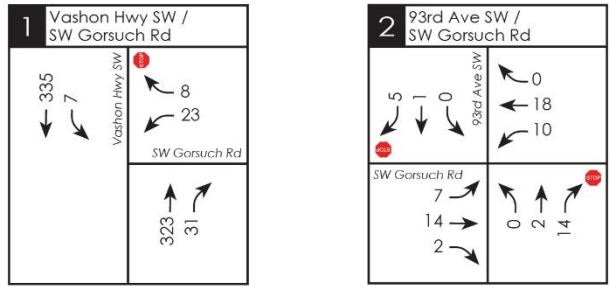 1 Vashon Hwy SW /
SW Gorsuch Rd
335
7
Vashon Hwy SW
STOP
8
23
SW Gorsuch Rd
323
31
2 93rd Ave SW /
SW Gorsuch Rd
5
1
0
93rd Ave SW
STOP
0
18
10
SW Gorsuch Rd
7
14
2
0
2
14
STOP